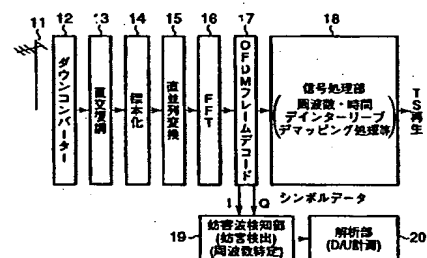 11
12
13
14
15
16
17
18
ダウンコンバーター
直交復調
標本化
直並列変換
FFT
OFDMフレームデコード
信号処理部
周波数・時間
デインターリーブ
デマッピング処理等
TS再生
I
Q
シンボルデータ
19
妨害波検知部
(妨害検出)
(周波数特定)
解析部
(D/U計測)
20